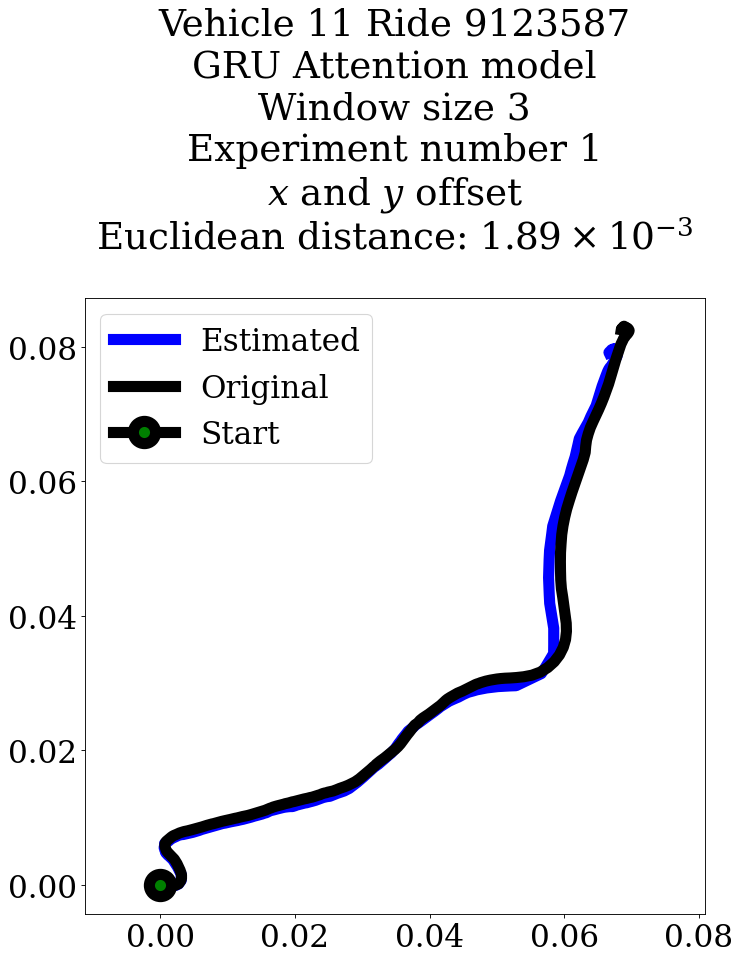 Vehicle 11 Ride 9123587
GRU Attention model
Window size 3
Experiment number 1
x and y offset
Euclidean distance: 1.89 × 10⁻³
Estimated
Original
Start
0.08
0.06
0.04
0.02
0.00
0.00 0.02 0.04 0.06 0.08